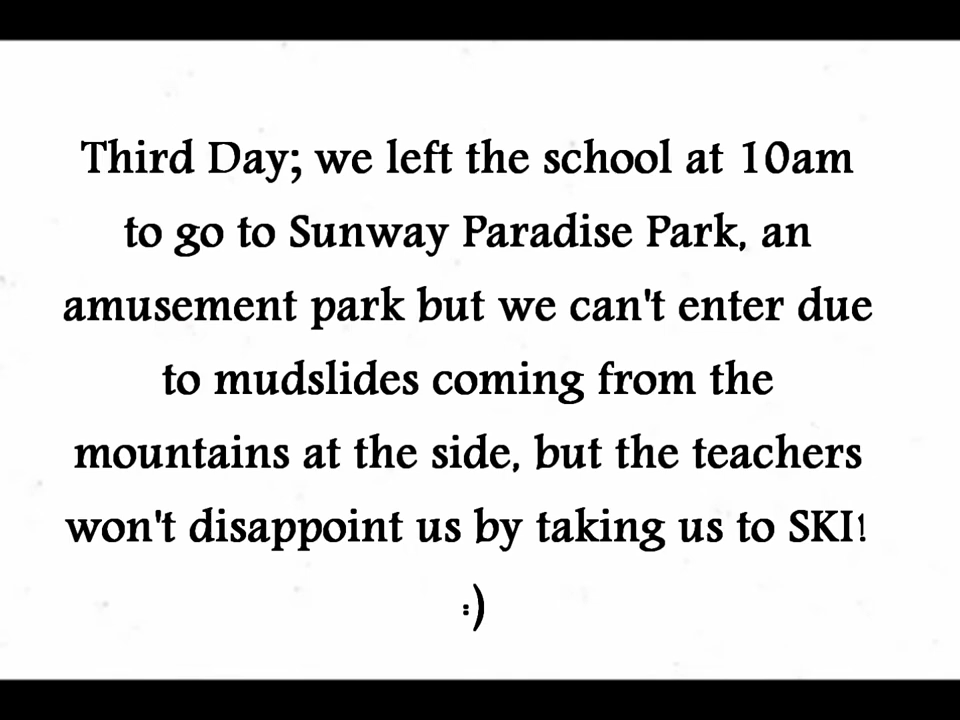 Third Day; we left the school at 10am
to go to Sunway Paradise Park, an
amusement park but we can't enter due
to mudslides coming from the
mountains at the side, but the teachers
won't disappoint us by taking us to SKI!
:)